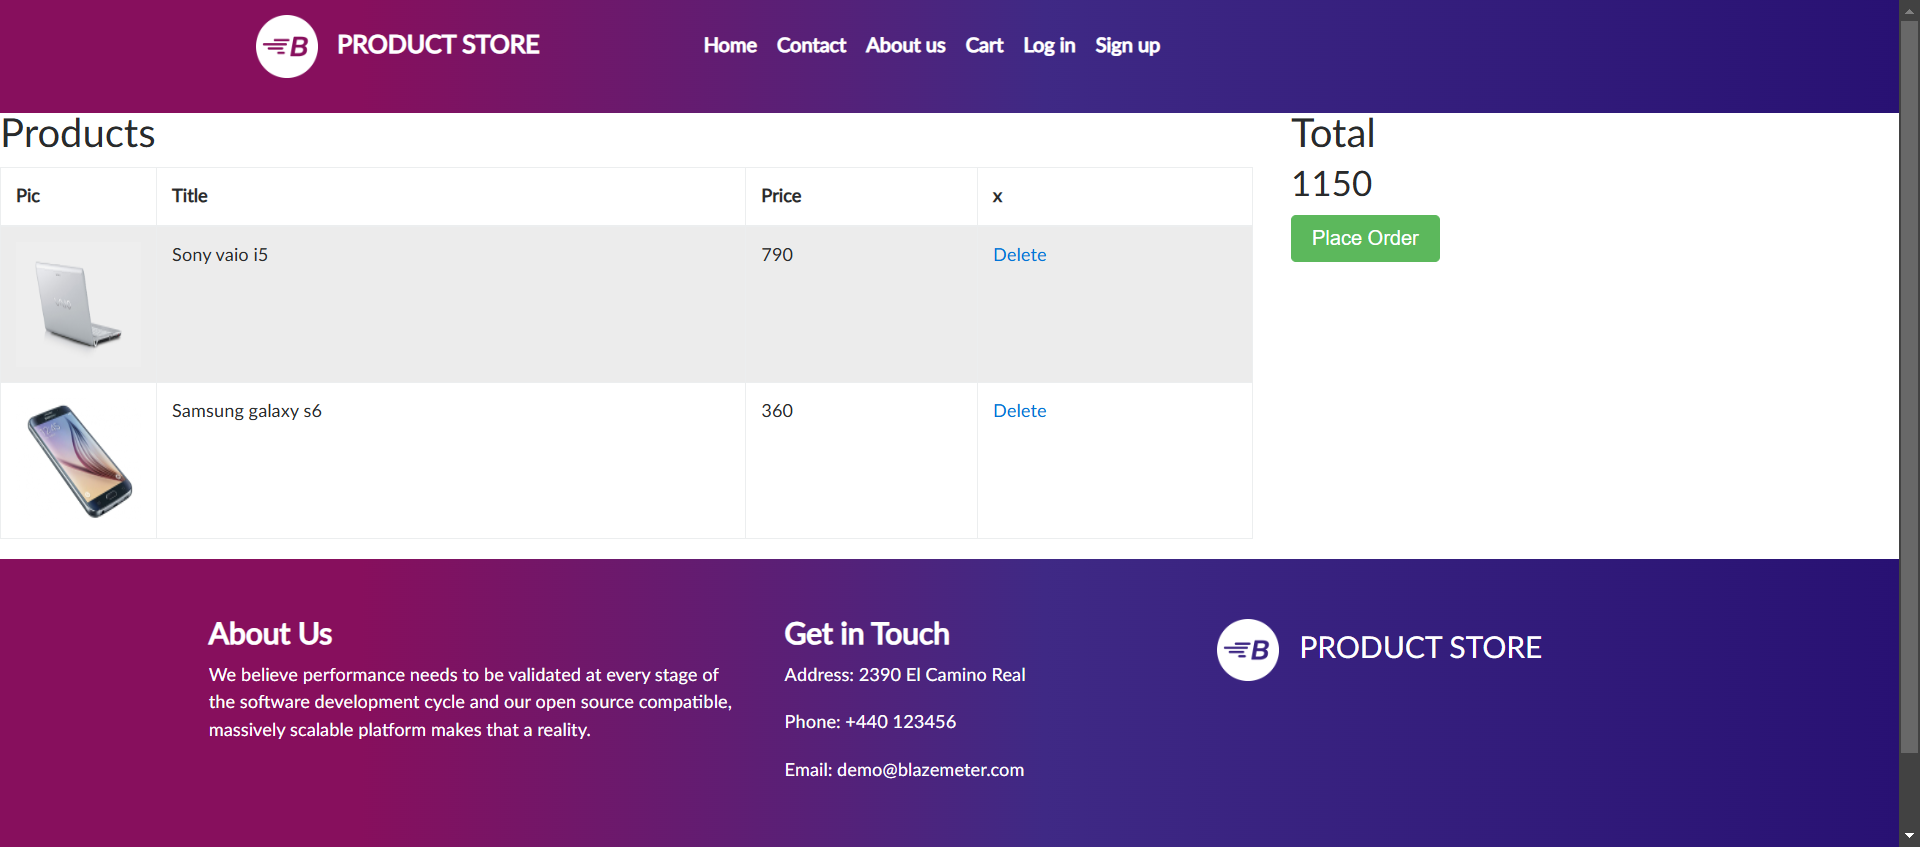 B PRODUCT STORE
Home Contact About us Cart Log in Sign up
Products
Pic Title Price x
Sony vaio i5 790 Delete
VAIO
Samsung galaxy s6 360 Delete
Total
1150
Place Order
About Us
We believe performance needs to be validated at every stage of
the software development cycle and our open source compatible,
massively scalable platform makes that a reality.
Get in Touch
Address: 2390 El Camino Real
Phone: +440 123456
Email: demo@blazemeter.com
B PRODUCT STORE